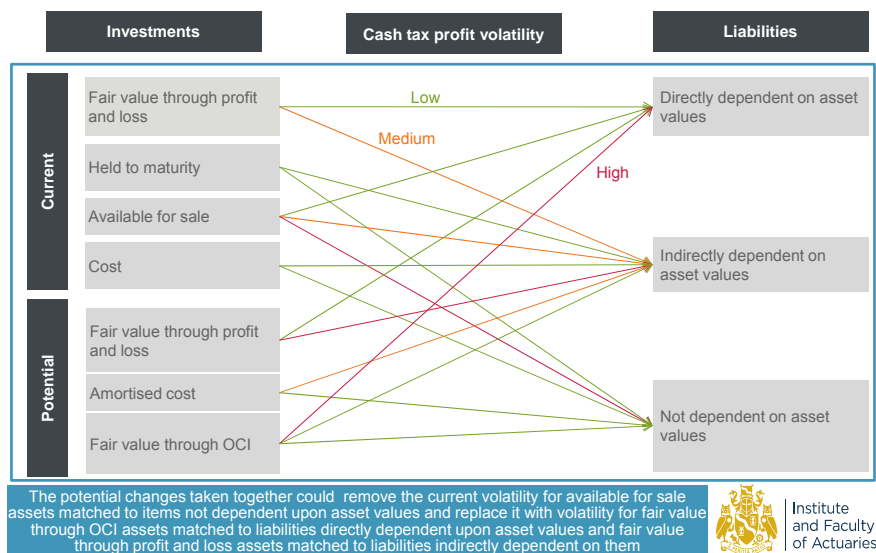 Investments
Cash tax profit volatility
Liabilities
Current
Fair value through profit
and loss
Held to maturity
Available for sale
Cost
Potential
Fair value through profit
and loss
Amortised cost
Fair value through OCI
Low
Medium
High
Directly dependent on asset
values
Indirectly dependent on
asset values
Not dependent on asset
values
The potential changes taken together could remove the current volatility for available for sale
assets matched to items not dependent upon asset values and replace it with volatility for fair value
through OCI assets matched to liabilities directly dependent upon asset values and fair value
through profit and loss assets matched to liabilities indirectly dependent on them
Institute
and Faculty
of Actuaries